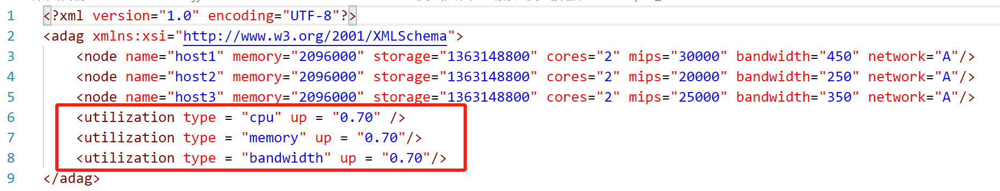 1 <?xml version="1.0" encoding="UTF-8"?>
2 <adag xmlns:xsi="http://www.w3.org/2001/XMLSchema">
3 <node name="host1" memory="2096000" storage="1363148800" cores="2" mips="30000" bandwidth="450" network="A"/>
4 <node name="host2" memory="2096000" storage="1363148800" cores="2" mips="20000" bandwidth="250" network="A"/>
5 <node name="host3" memory="2096000" storage="1363148800" cores="2" mips="25000" bandwidth="350" network="A"/>
6 <utilization type = "cpu" up = "0.70" />
7 <utilization type = "memory" up = "0.70"/>
8 <utilization type = "bandwidth" up = "0.70"/>
9 </adag>